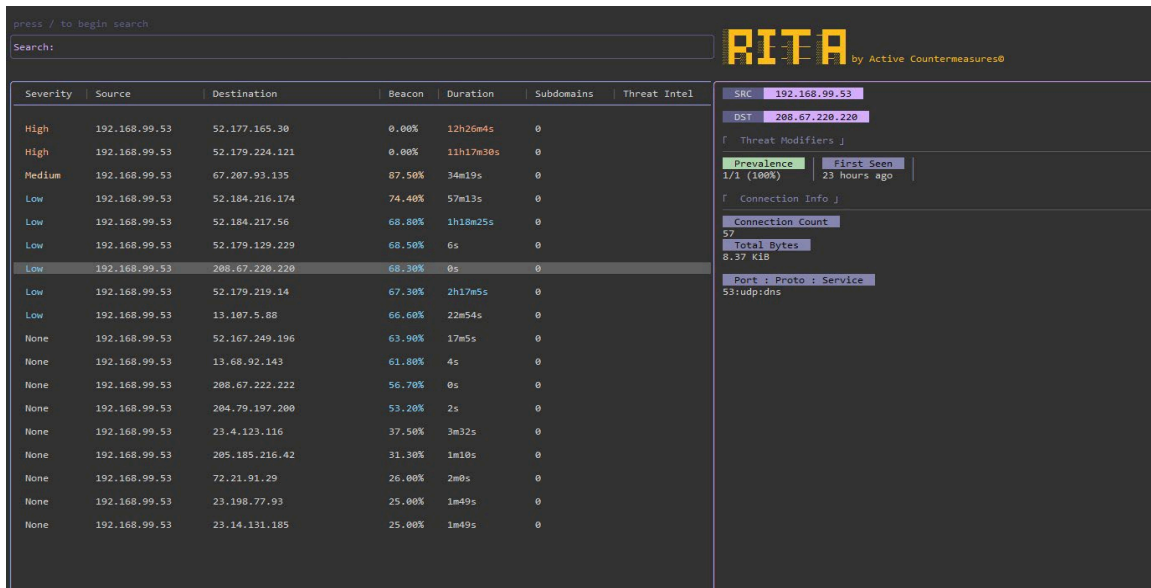 press / to begin search
Search:
RITA by Active Countermeasures©
Severity Source Destination Beacon Duration Subdomains Threat Intel
High 192.168.99.53 52.177.165.30 0.00% 12h26m4s 0
High 192.168.99.53 52.179.224.121 0.00% 11h17m30s 0
Medium 192.168.99.53 67.207.93.135 87.50% 34m19s 0
Low 192.168.99.53 52.184.216.174 74.40% 57m13s 0
Low 192.168.99.53 52.184.217.56 68.80% 1h18m25s 0
Low 192.168.99.53 52.179.129.229 68.50% 6s 0
Low 192.168.99.53 208.67.220.220 68.30% 0s 0
Low 192.168.99.53 52.179.219.14 67.30% 2h17m5s 0
Low 192.168.99.53 13.107.5.88 66.60% 22m54s 0
None 192.168.99.53 52.167.249.196 63.90% 17m5s 0
None 192.168.99.53 13.68.92.143 61.80% 4s 0
None 192.168.99.53 208.67.222.222 56.70% 0s 0
None 192.168.99.53 204.79.197.200 53.20% 2s 0
None 192.168.99.53 23.4.123.116 37.50% 3m32s 0
None 192.168.99.53 205.185.216.42 31.30% 1m10s 0
None 192.168.99.53 72.21.91.29 26.00% 2m0s 0
None 192.168.99.53 23.198.77.93 25.00% 1m49s 0
None 192.168.99.53 23.14.131.185 25.00% 1m49s 0
SRC 192.168.99.53
DST 208.67.220.220
「 Threat Modifiers 」
Prevalence First Seen
1/1 (100%) 23 hours ago
「 Connection Info 」
Connection Count
57
Total Bytes
8.37 KiB
Port : Proto : Service
53:udp:dns